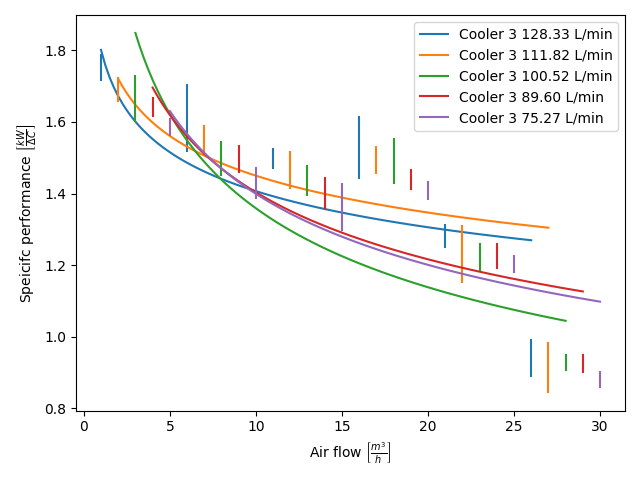 Cooler 3 128.33 L/min
Cooler 3 111.82 L/min
Cooler 3 100.52 L/min
Cooler 3 89.60 L/min
Cooler 3 75.27 L/min
Speicifc performance [kW/ΔC]
1.8
1.6
1.4
1.2
1.0
0.8
0 5 10 15 20 25 30
Air flow [m³/h]